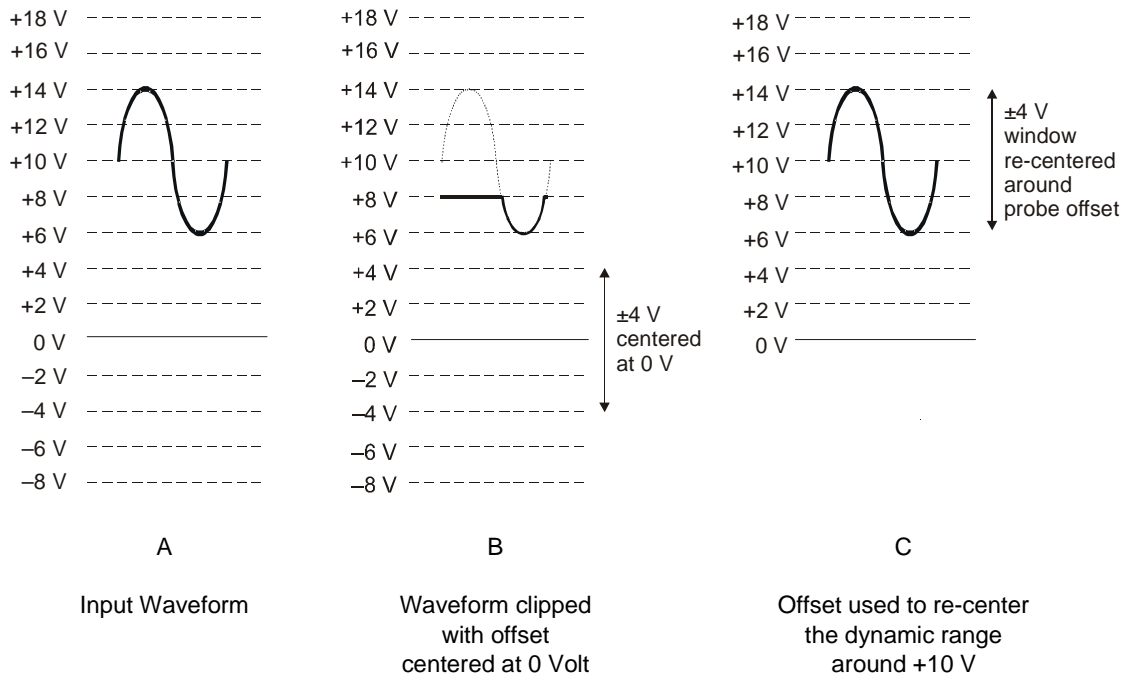 +18 V
+16 V
+14 V
+12 V
+10 V
+8 V
+6 V
+4 V
+2 V
0 V
–2 V
–4 V
–6 V
–8 V
A
Input Waveform
+18 V
+16 V
+14 V
+12 V
+10 V
+8 V
+6 V
+4 V
+2 V
0 V
–2 V
–4 V
–6 V
–8 V
±4 V
centered
at 0 V
B
Waveform clipped
with offset
centered at 0 Volt
+18 V
+16 V
+14 V
+12 V
+10 V
+8 V
+6 V
+4 V
+2 V
0 V
±4 V
window
re-centered
around
probe offset
C
Offset used to re-center
the dynamic range
around +10 V